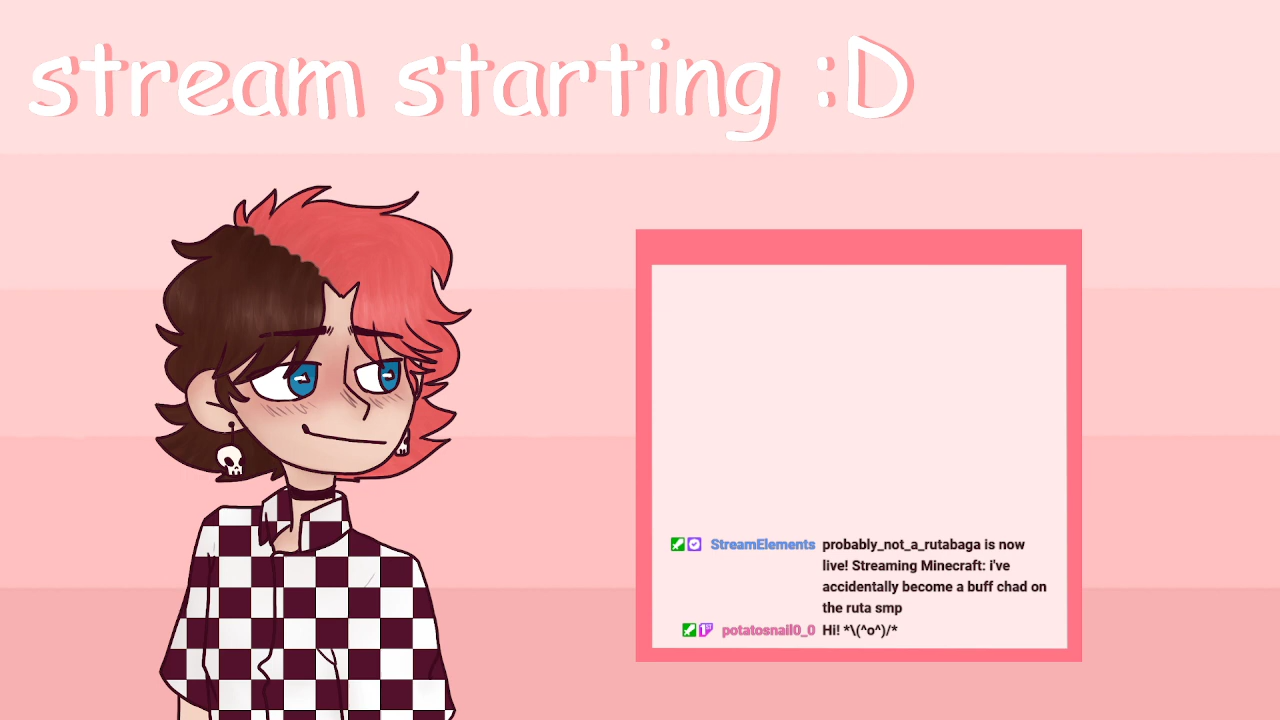 stream starting :D
StreamElements probably_not_a_rutabaga is now
live! Streaming Minecraft: i've
accidentally become a buff chad on
the ruta smp
potatosnail0_0 Hi! *\(^o^)/*